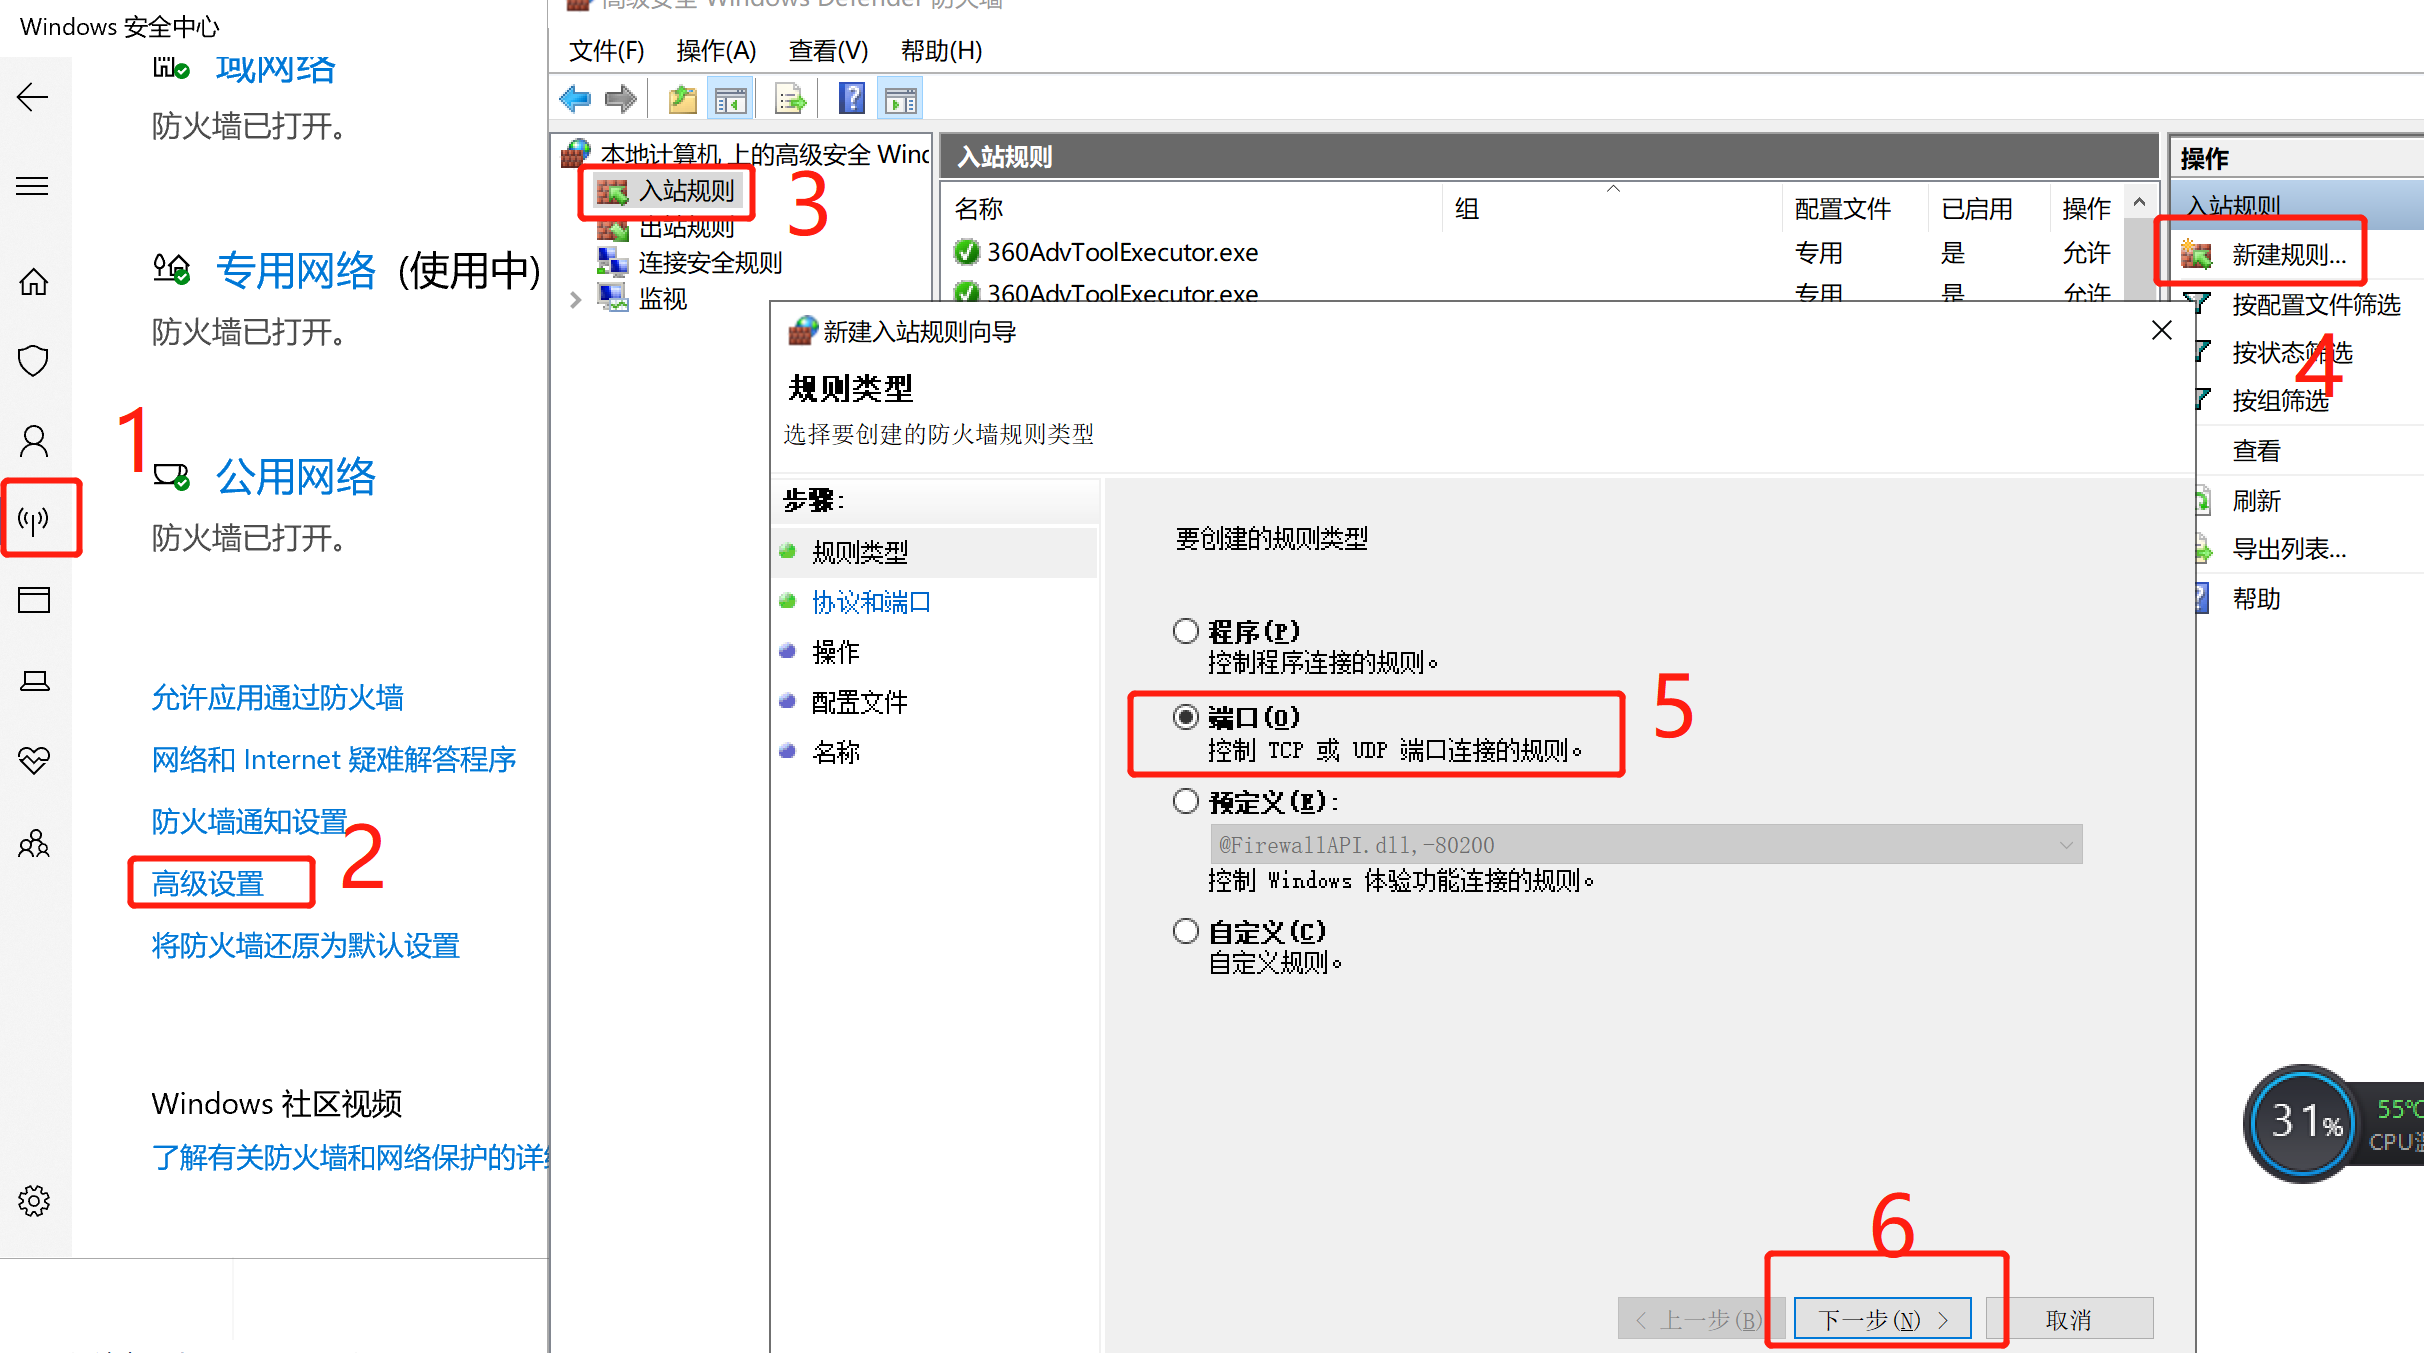 Windows 安全中心
域网络
防火墙已打开。
专用网络 (使用中)
防火墙已打开。
1
公用网络
防火墙已打开。
允许应用通过防火墙
网络和 Internet 疑难解答程序
防火墙通知设置
2
高级设置
将防火墙还原为默认设置
Windows 社区视频
了解有关防火墙和网络保护的详
高级安全 Windows Defender 防火墙
文件(F) 操作(A) 查看(V) 帮助(H)
本地计算机 上的高级安全 Wind
入站规则
3
出站规则
连接安全规则
监视
入站规则
名称 组 配置文件 已启用 操作
360AdvToolExecutor.exe 专用 是 允许
360AdvToolExecutor.exe 专用 是 允许
操作
入站规则
新建规则...
按配置文件筛选
按状态筛选
4
按组筛选
查看
刷新
导出列表...
帮助
新建入站规则向导
规则类型
选择要创建的防火墙规则类型
步骤:
规则类型
协议和端口
操作
配置文件
名称
要创建的规则类型
程序(P)
控制程序连接的规则。
端口(O)
控制 TCP 或 UDP 端口连接的规则。
5
预定义(E):
@FirewallAPI.dll,-80200
控制 Windows 体验功能连接的规则。
自定义(C)
自定义规则。
6
< 上一步(B) 下一步(N) > 取消
31%
55℃
CPU温